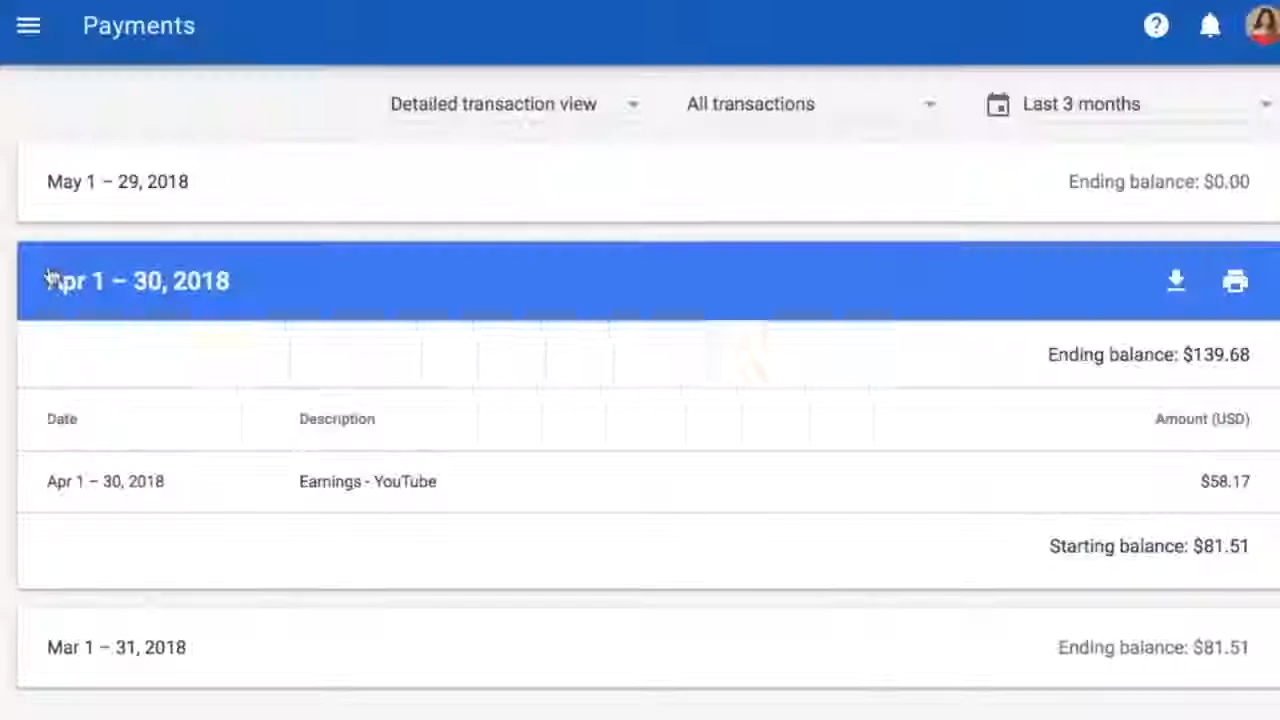 Payments
Detailed transaction view All transactions Last 3 months
May 1 – 29, 2018 Ending balance: $0.00
Apr 1 – 30, 2018
Ending balance: $139.68
Date Description Amount (USD)
Apr 1 – 30, 2018 Earnings - YouTube $58.17
Starting balance: $81.51
Mar 1 – 31, 2018 Ending balance: $81.51